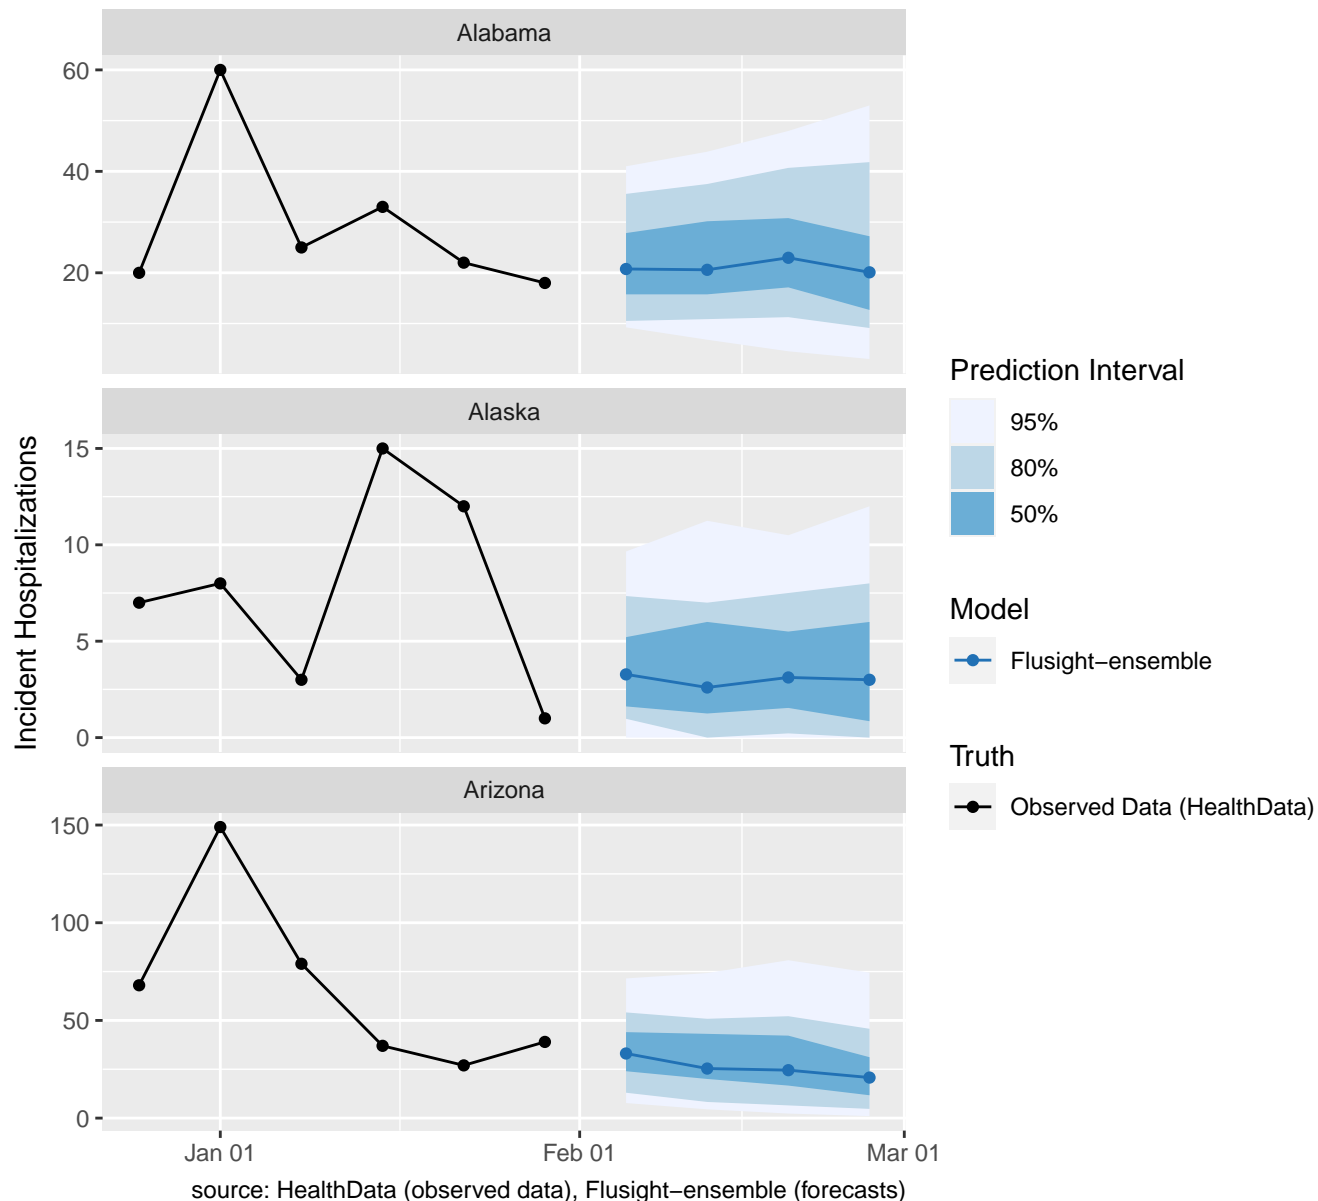 Alabama
60
40
20
Alaska
15
10
5
0
Arizona
150
100
50
0
Jan 01
Feb 01
Mar 01
Incident Hospitalizations
source: HealthData (observed data), Flusight−ensemble (forecasts)
Prediction Interval
95%
80%
50%
Model
Flusight−ensemble
Truth
Observed Data (HealthData)